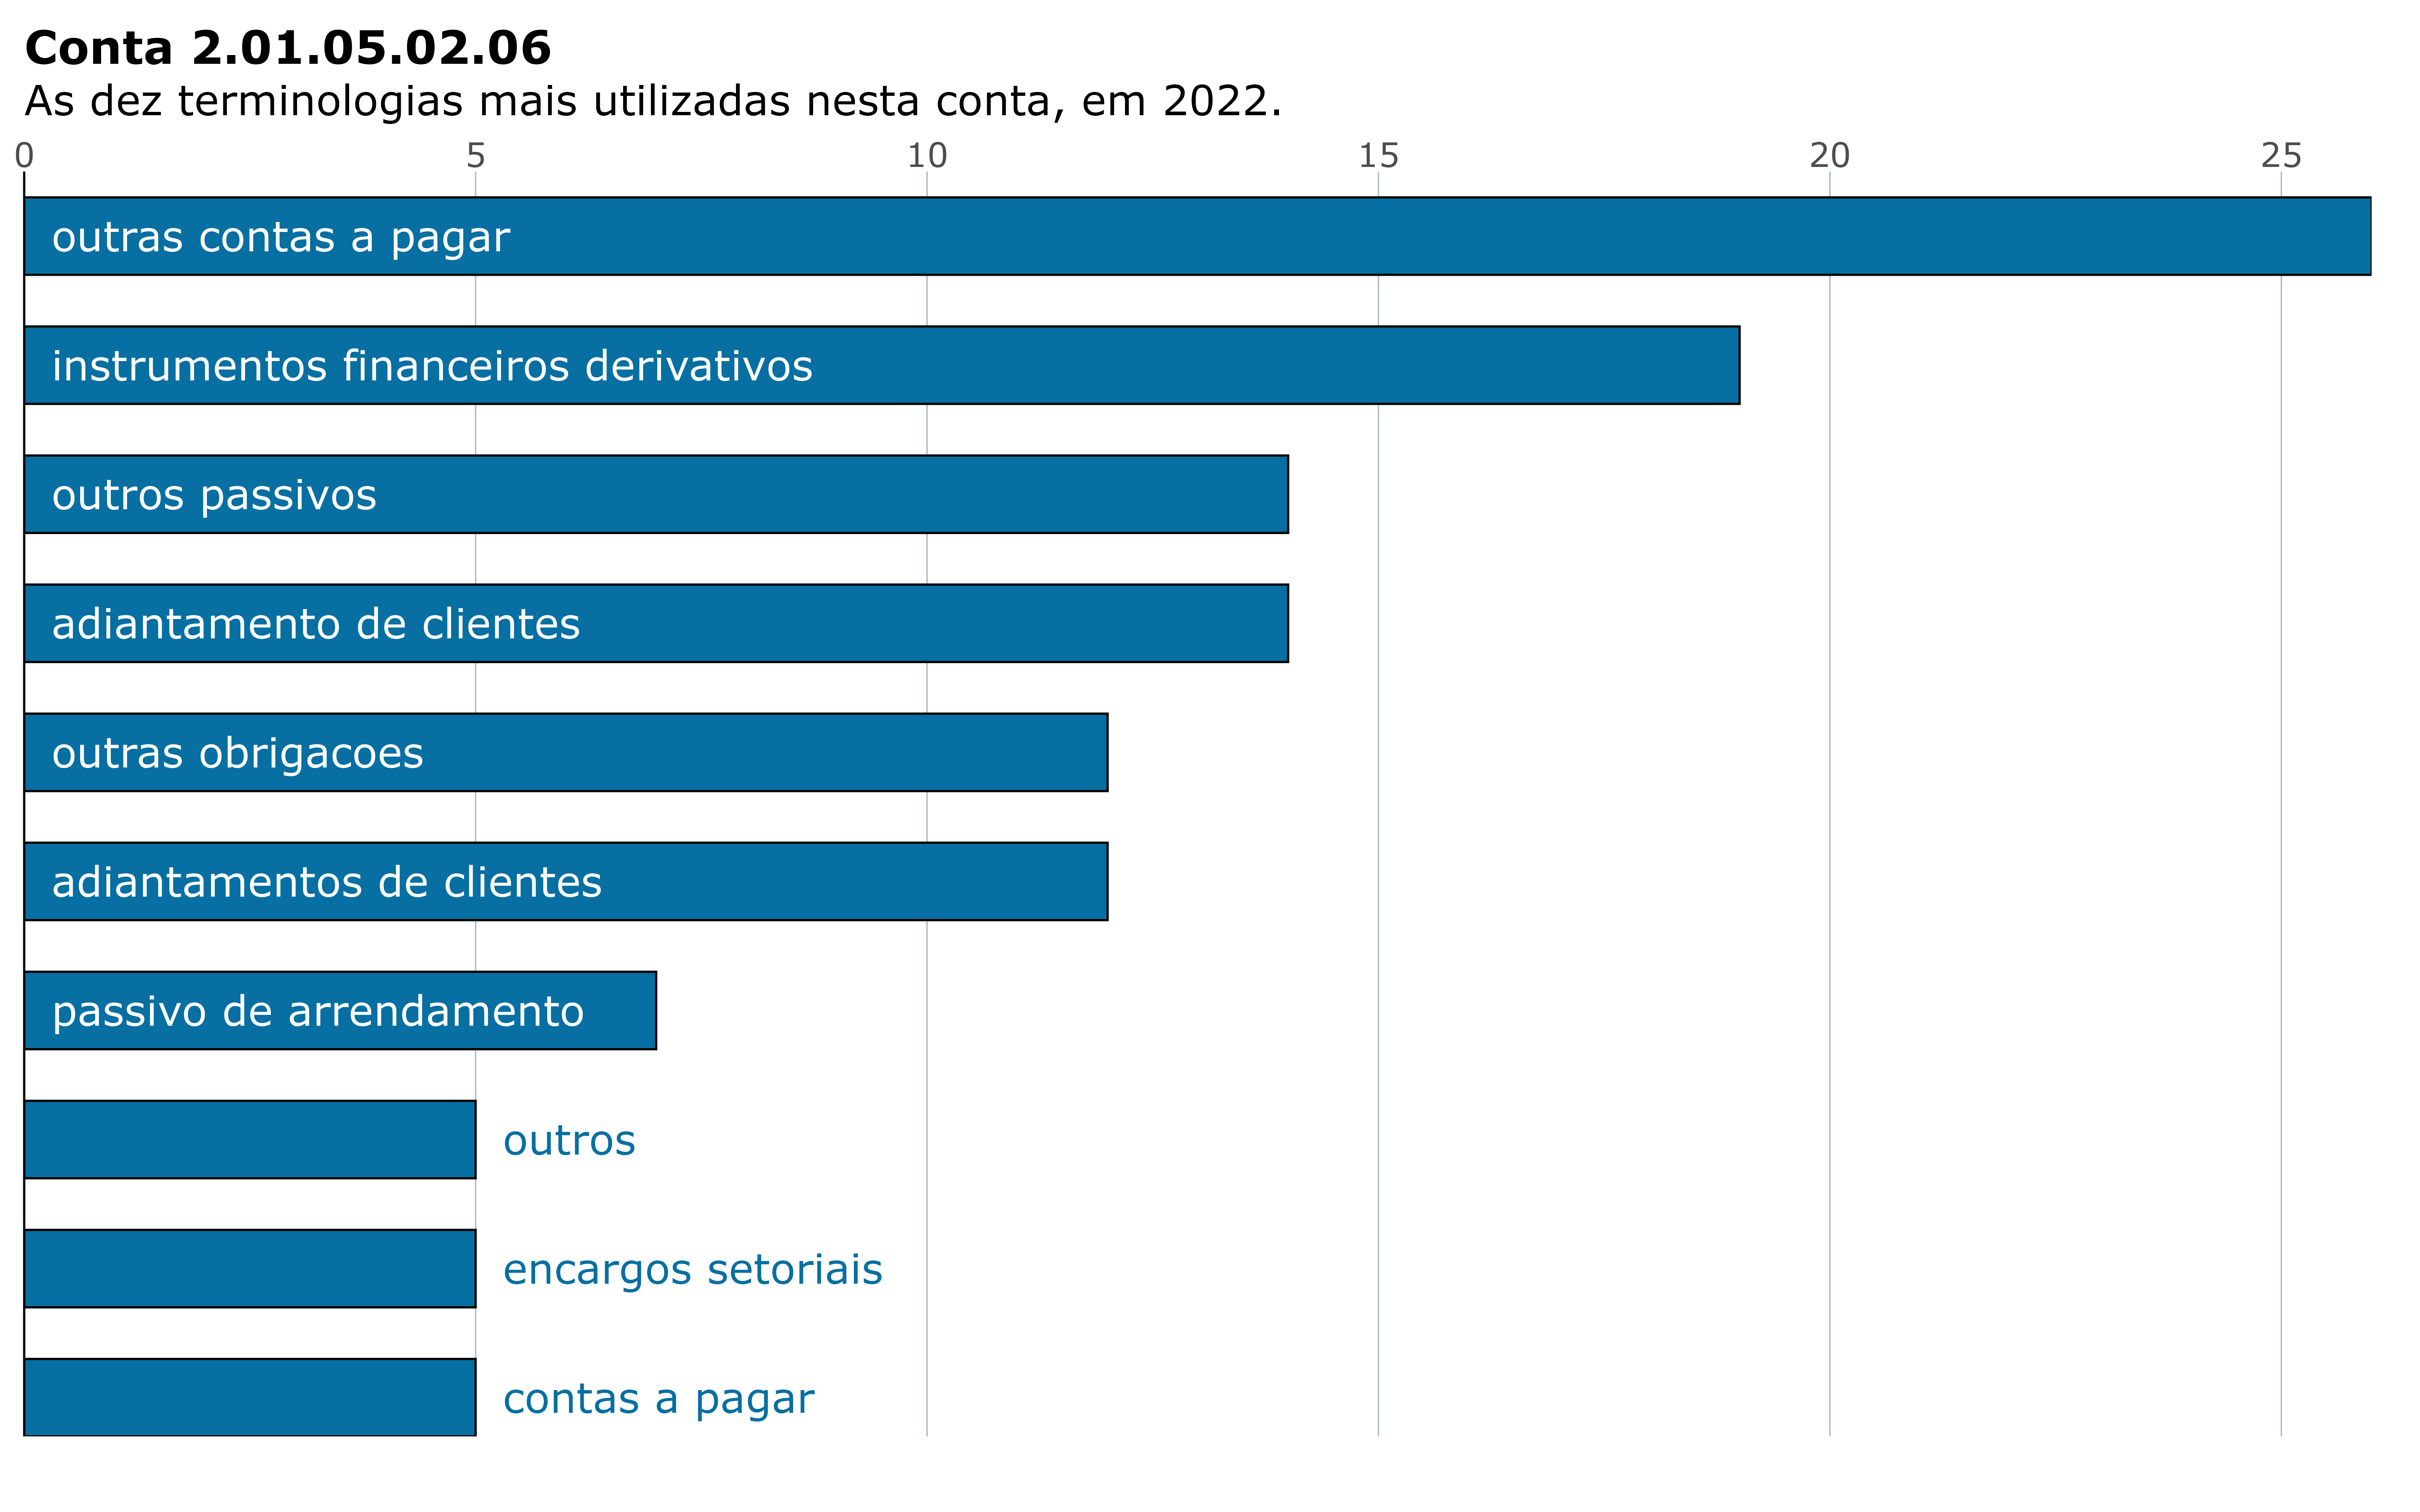 Conta 2.01.05.02.06
As dez terminologias mais utilizadas nesta conta, em 2022.
0 5 10 15 20 25
outras contas a pagar
instrumentos financeiros derivativos
outros passivos
adiantamento de clientes
outras obrigacoes
adiantamentos de clientes
passivo de arrendamento
outros
encargos setoriais
contas a pagar